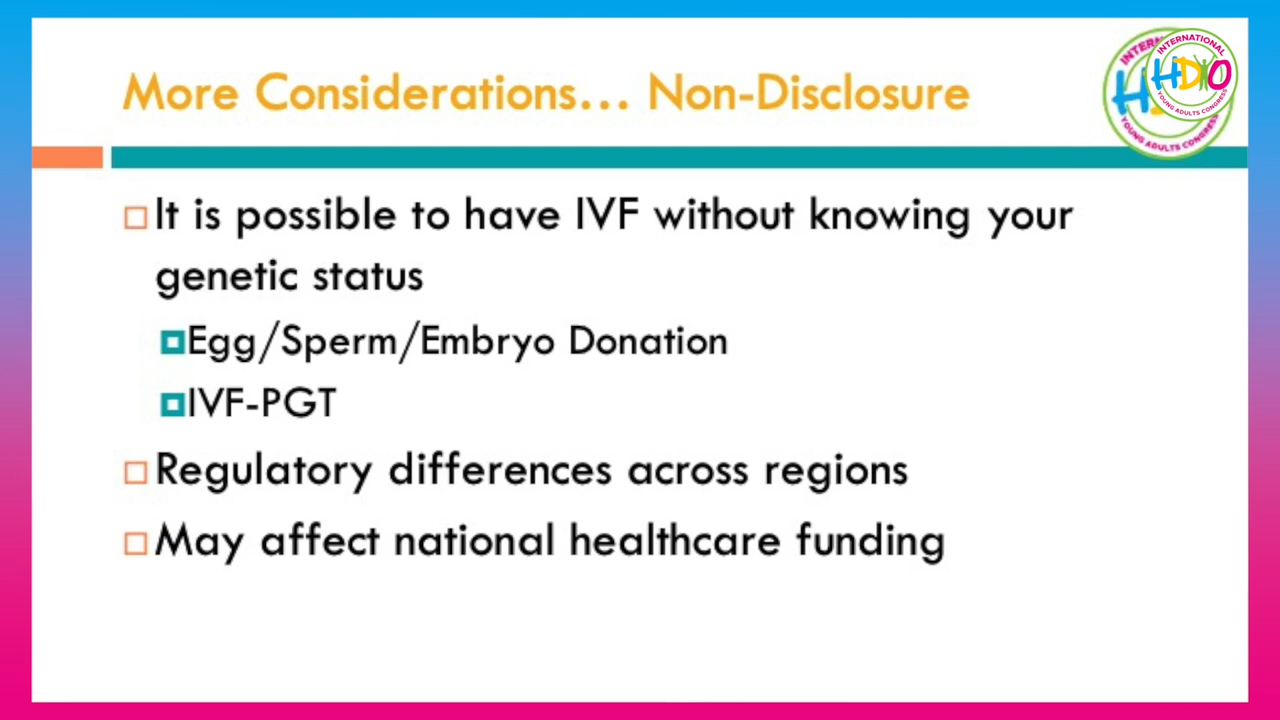 More Considerations... Non-Disclosure
INTERNATIONAL
HDYO
YOUNG ADULTS CONGRESS
It is possible to have IVF without knowing your
genetic status
Egg/Sperm/Embryo Donation
IVF-PGT
Regulatory differences across regions
May affect national healthcare funding